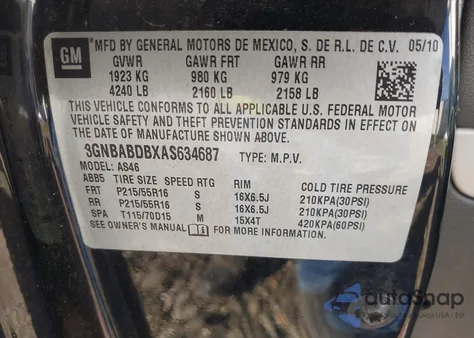 GM
MFD BY GENERAL MOTORS DE MEXICO, S. DE R.L. DE C.V. 05/10
GVWR GAWR FRT GAWR RR
1923 KG 980 KG 979 KG
4240 LB 2160 LB 2158 LB
THIS VEHICLE CONFORMS TO ALL APPLICABLE U.S. FEDERAL MOTOR
VEHICLE SAFETY AND THEFT PREVENTION STANDARDS IN EFFECT ON THE
DATE OF MANUFACTURE SHOWN ABOVE.
3GNBABDBXAS634687 TYPE: M.P.V.
MODEL: AS46
ABB5 TIRE SIZE SPEED RTG RIM COLD TIRE PRESSURE
FRT P215/55R16 S 16X6.5J 210KPA(30PSI)
RR P215/55R16 S 16X6.5J 210KPA(30PSI)
SPA T115/70D15 M 15X4T 420KPA(60PSI)
SEE OWNER'S MANUAL FOR MORE INFORMATION
autoSnap